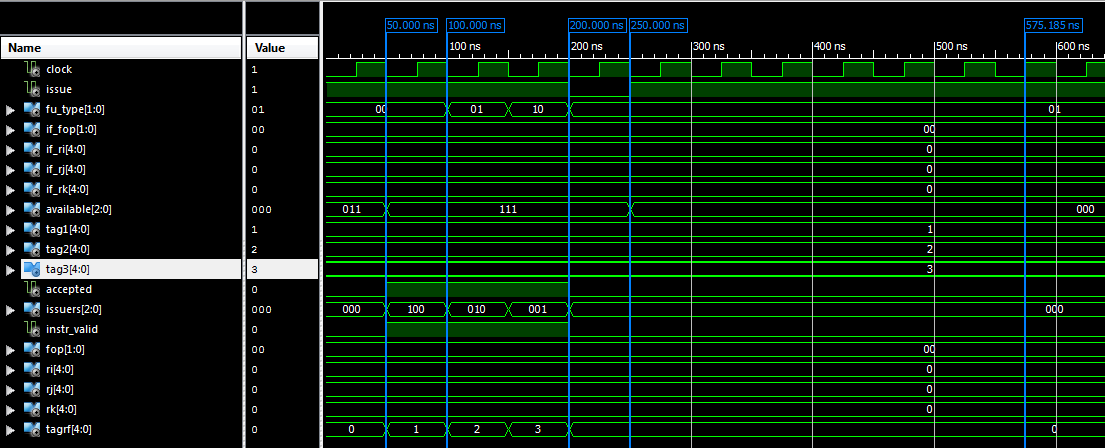 50.000 ns 100.000 ns 200.000 ns 250.000 ns 575.185 ns
Name Value 100 ns 200 ns 300 ns 400 ns 500 ns 600 ns
clock 1
issue 1
fu_type[1:0] 01 00 01 10 01
if_fop[1:0] 00 00
if_ri[4:0] 0 0
if_rj[4:0] 0 0
if_rk[4:0] 0 0
available[2:0] 000 011 111 000
tag1[4:0] 1 1
tag2[4:0] 2 2
tag3[4:0] 3 3
accepted 0
issuers[2:0] 000 000 100 010 001 000
instr_valid 0
fop[1:0] 00 00
ri[4:0] 0 0
rj[4:0] 0 0
rk[4:0] 0 0
tagrf[4:0] 0 0 1 2 3 0